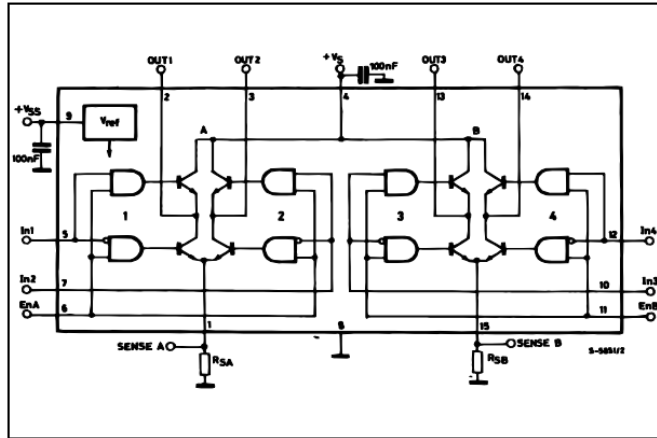 OUT1 OUT2 +Vs 100nF OUT3 OUT4
2 3 4 13 14
+Vss 9 Vref A B
100nF
1 2 3 4
In1 5 12 In4
In2 7 10 In3
EnA 6 11 EnB
1 8 15
SENSE A SENSE B S-5851/2
RSA RSB